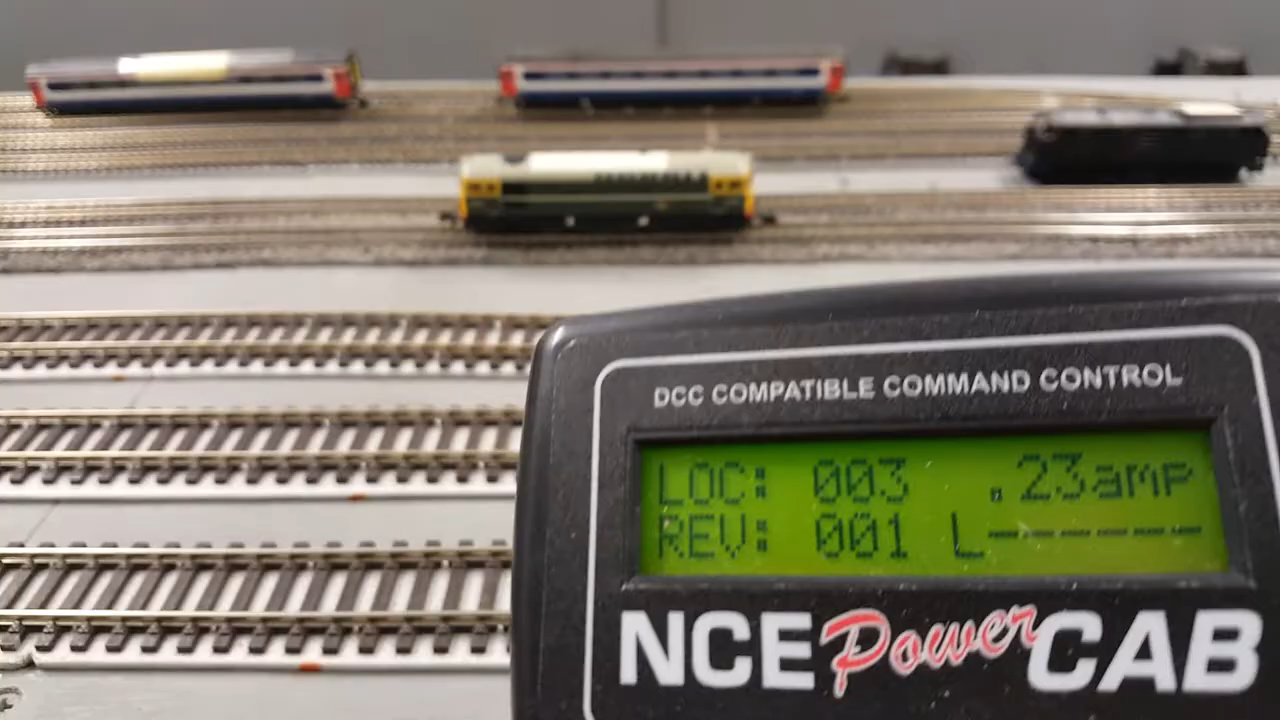 DCC COMPATIBLE COMMAND CONTROL
LOC: 003 .23amp
REV: 001 L------
NCE Power CAB